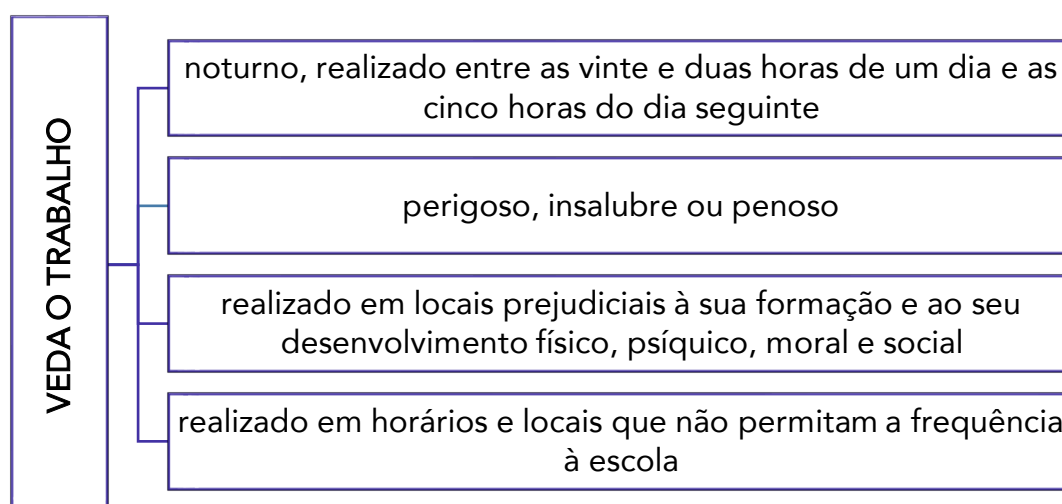 VEDA O TRABALHO
noturno, realizado entre as vinte e duas horas de um dia e as
cinco horas do dia seguinte
perigoso, insalubre ou penoso
realizado em locais prejudiciais à sua formação e ao seu
desenvolvimento físico, psíquico, moral e social
realizado em horários e locais que não permitam a frequência
à escola